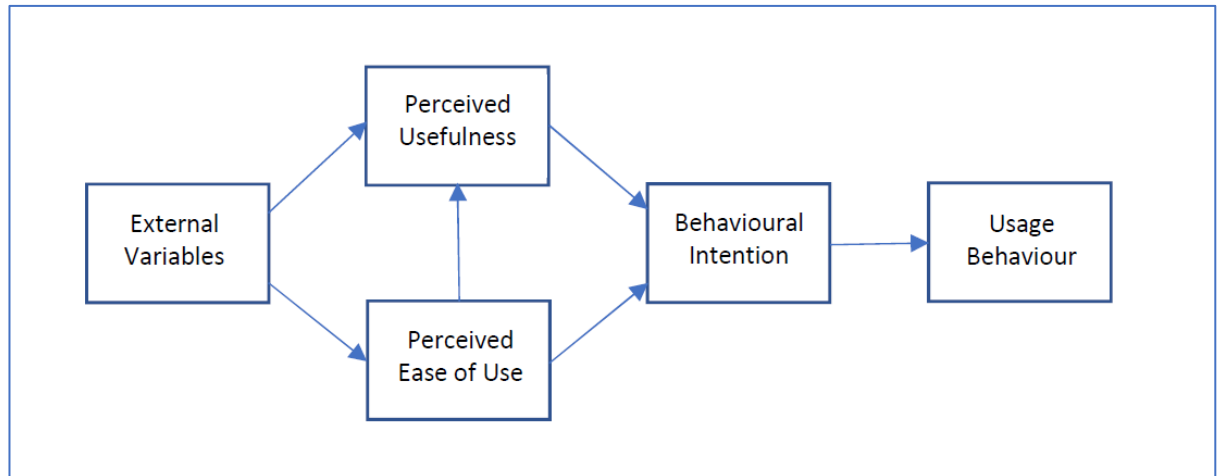 External
Variables
Perceived
Usefulness
Perceived
Ease of Use
Behavioural
Intention
Usage
Behaviour